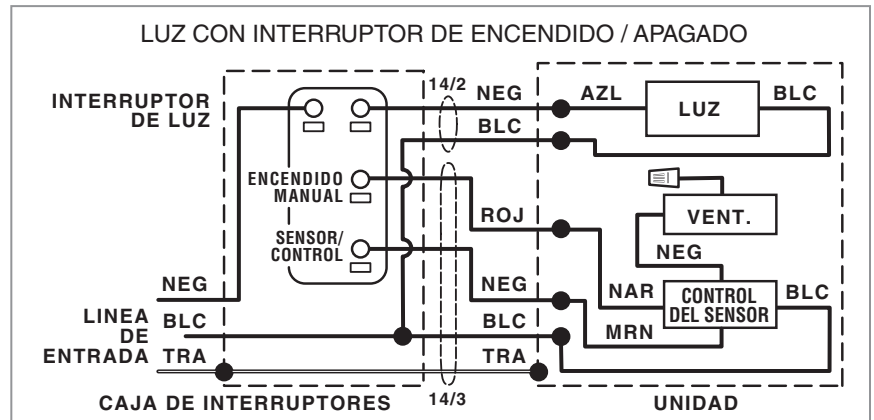 LUZ CON INTERRUPTOR DE ENCENDIDO / APAGADO
14/2
INTERRUPTOR
DE LUZ
NEG
AZL
LUZ
BLC
BLC
ENCENDIDO
MANUAL
ROJ
VENT.
NEG
SENSOR/
CONTROL
NEG
NEG
NAR
CONTROL
DEL SENSOR
BLC
LINEA
DE
ENTRADA
BLC
BLC
MRN
TRA
TRA
CAJA DE INTERRUPTORES
14/3
UNIDAD